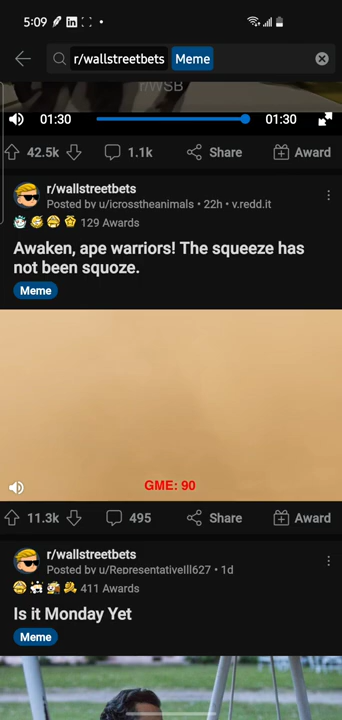 5:09
r/wallstreetbets Meme
r/WSB
01:30 01:30
42.5k 1.1k Share Award
r/wallstreetbets
Posted by u/icrosstheanimals • 22h • v.redd.it
129 Awards
Awaken, ape warriors! The squeeze has
not been squoze.
Meme
GME: 90
11.3k 495 Share Award
r/wallstreetbets
Posted by u/RepresentativeIll627 • 1d
411 Awards
Is it Monday Yet
Meme